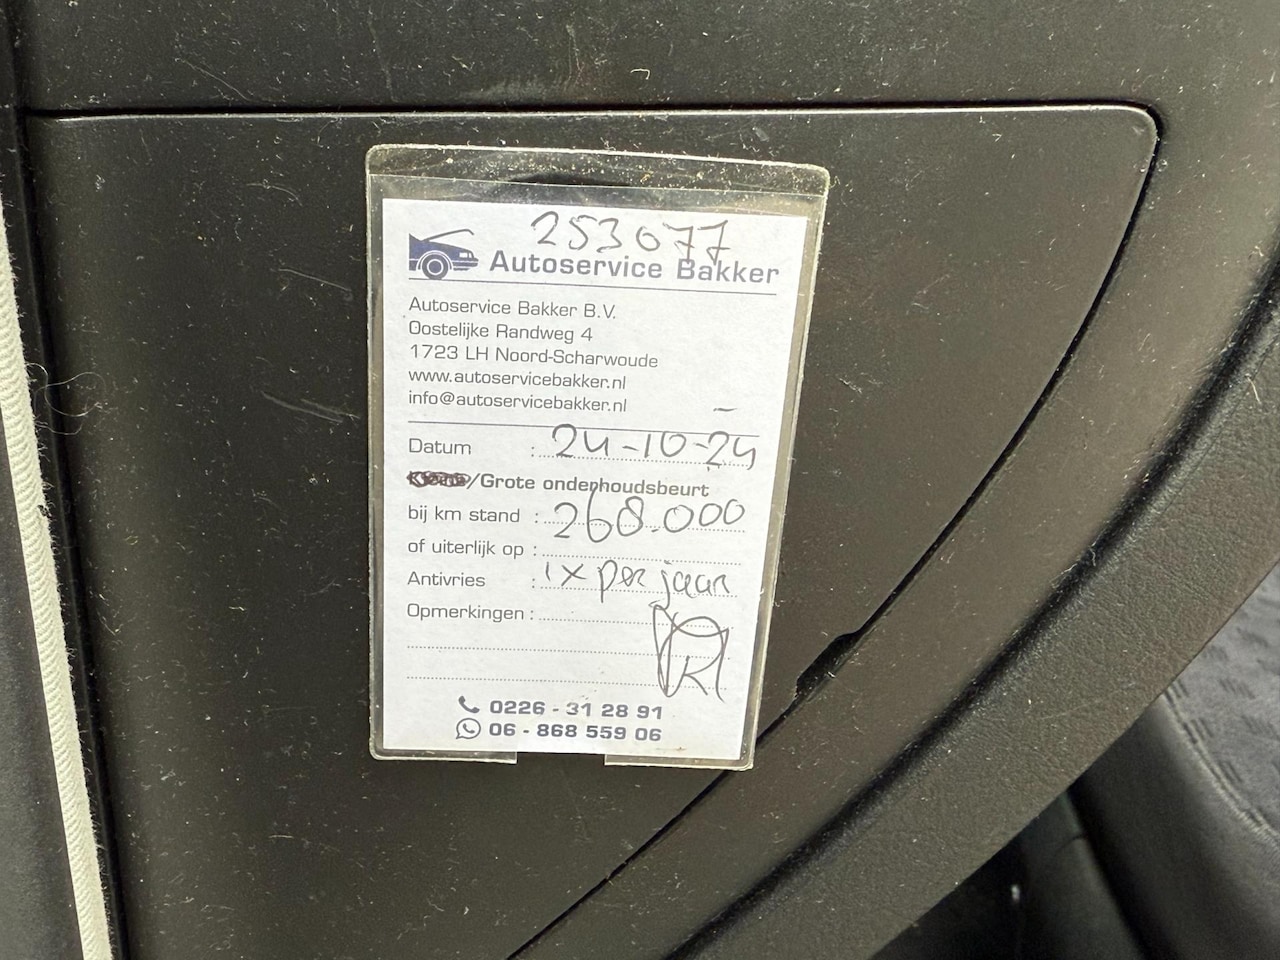 253077
Autoservice Bakker
Autoservice Bakker B.V.
Oostelijke Randweg 4
1723 LH Noord-Scharwoude
www.autoservicebakker.nl
info@autoservicebakker.nl
Datum : 24-10-24
/Grote onderhoudsbeurt
bij km stand : 268.000
of uiterlijk op :
Antivries : 1x per jaar
Opmerkingen :
0226 - 31 28 91
06 - 868 559 06